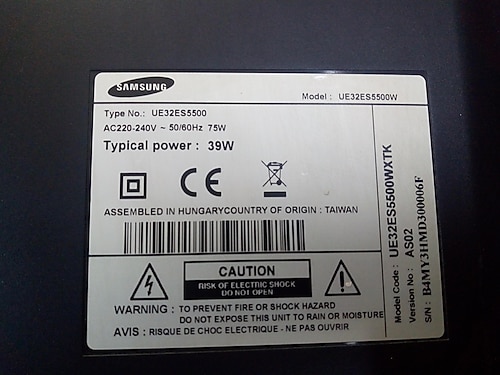 SAMSUNG
Model : UE32ES5500W
Type No.: UE32ES5500
AC220-240V ~ 50/60Hz 75W
Typical power : 39W
CE
ASSEMBLED IN HUNGARYCOUNTRY OF ORIGIN : TAIWAN
CAUTION
RISK OF ELECTRIC SHOCK
DO NOT OPEN
WARNING : TO PREVENT FIRE OR SHOCK HAZARD
DO NOT EXPOSE THIS UNIT TO RAIN OR MOISTURE
AVIS : RISQUE DE CHOC ELECTRIQUE - NE PAS OUVRIR
Model Code : UE32ES5500WXTK
Version No : AS02
S/N : B4MY3HMD300006F